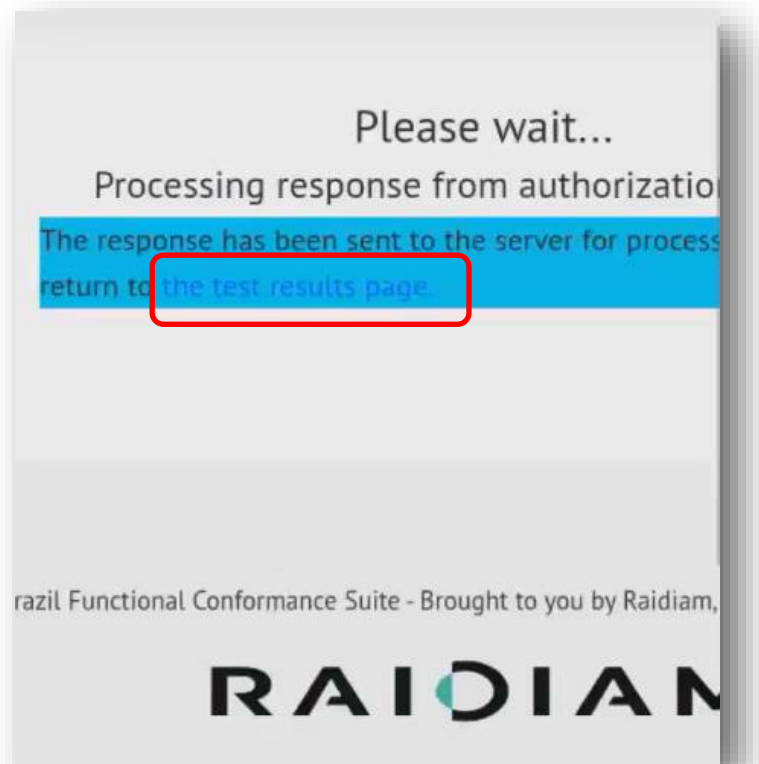 Please wait...
Processing response from authorizatio
The response has been sent to the server for process
return to the test results page.
razil Functional Conformance Suite - Brought to you by Raidiam,
RAIDIAM